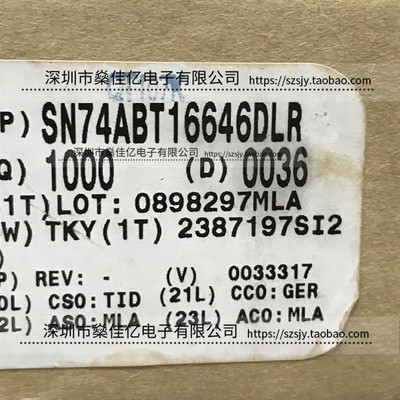 深圳市燊佳亿电子有限公司 https://szsjy.taobao.com
P) SN74ABT16646DLR
深圳市燊佳亿电子有限公司 https://szsjy.taobao.com
Q) 1000 (D) 0036
1T) LOT: 0898297MLA
W) TKY(1T) 2387197SI2
)
P) REV: - (V) 0033317
0L) CSO: TID (21L) CCO: GER
2L) ASO: MLA (23L) ACO: MLA
深圳市燊佳亿电子有限公司 https://szsjy.taobao.com